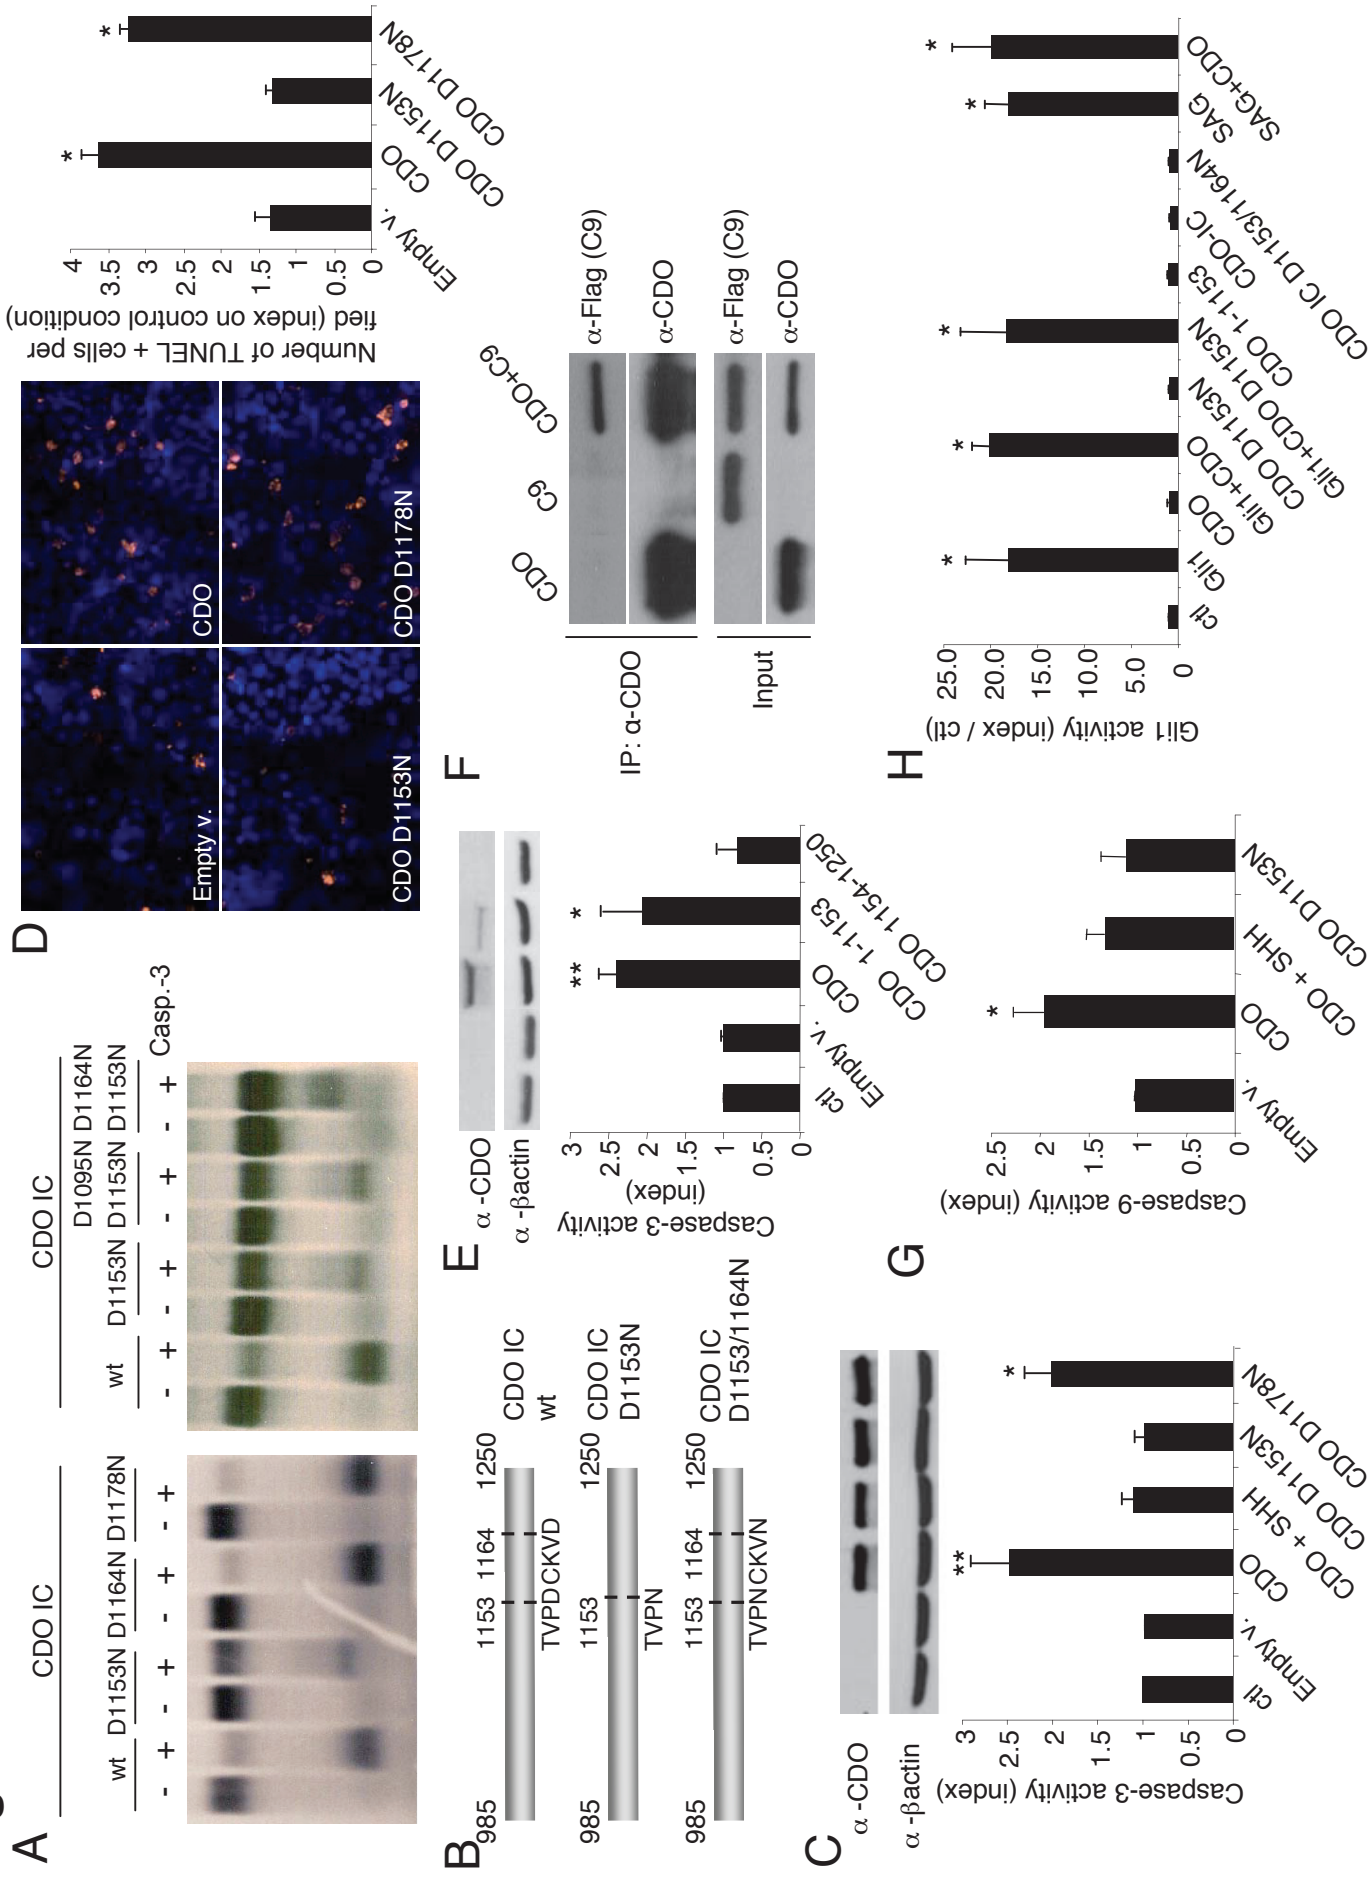 A
CDO IC
wt D1153N D1164N D1178N
- + - + - + - +
CDO IC
D1095N D1164N
wt D1153N D1153N D1153N
- + - + - + - + Casp.-3
B
985 1153 1164 1250
CDO IC
wt
TVPD CKVD
985 1153 1250
CDO IC
D1153N
TVPN
985 1153 1164 1250
CDO IC
D1153/1164N
TVPN CKVN
C
α -CDO
α -βactin
Caspase-3 activity
(index)
3
2.5
2
1.5
1
0.5
0
** *
ctl
Empty v.
CDO
CDO + SHH
CDO D1153N
CDO D1178N
D
Empty v.
CDO
CDO D1153N
CDO D1178N
Number of TUNEL + cells per
fied (index on control condition)
4
3.5
3
2.5
2
1.5
1
0.5
0
* *
Empty v.
CDO
CDO D1153N
CDO D1178N
E
α -CDO
α -βactin
Caspase-3 activity
(index)
3
2.5
2
1.5
1
0.5
0
** *
ctl
Empty v.
CDO
CDO 1-1153
CDO 1154-1250
F
CDO C9 CDO+C9
IP: α-CDO
α-Flag (C9)
α-CDO
Input
α-Flag (C9)
α-CDO
G
Caspase-9 activity (index)
2.5
2
1.5
1
0.5
0
*
Empty v.
CDO
CDO + SHH
CDO D1153N
H
Gli1 activity (index / ctl)
25.0
20.0
15.0
10.0
5.0
0
* * * * *
ctl
Gli1
CDO
Gli1+CDO
CDO D1153N
Gli1+CDO D1153N
CDO 1-1153
CDO-IC
CDO IC D1153/1164N
SAG
SAG+CDO